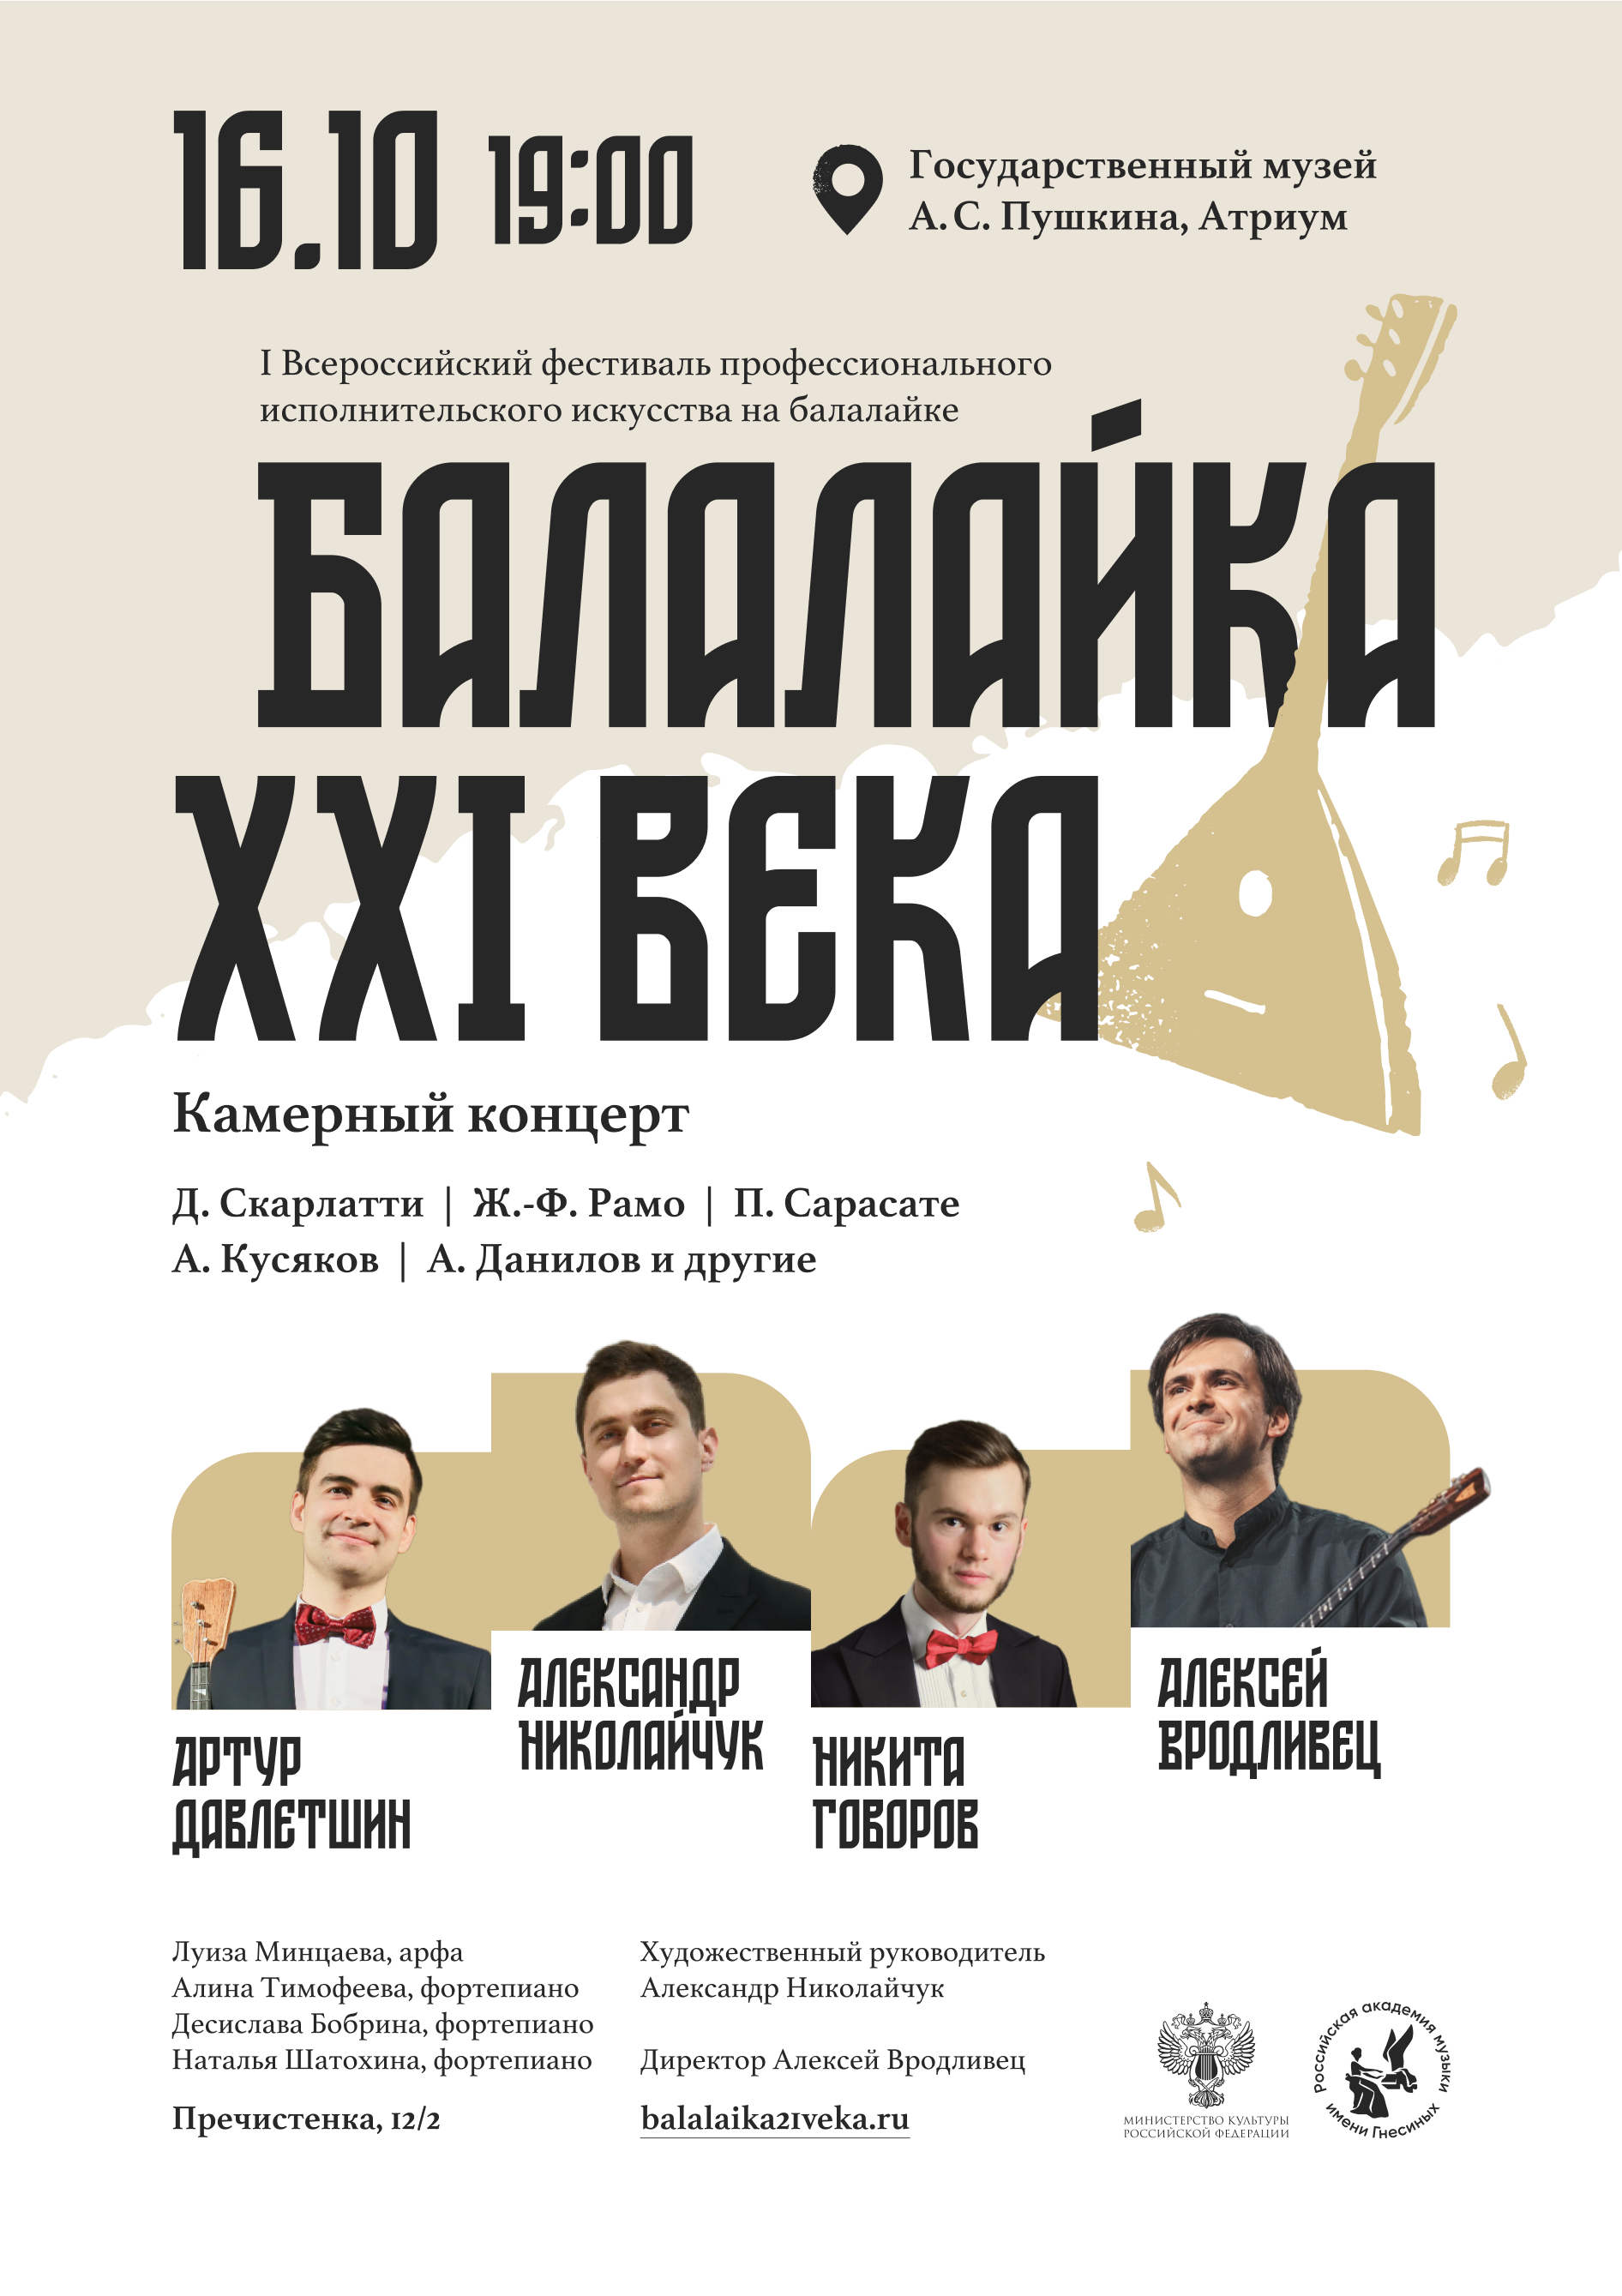 16.10 19:00
Государственный музей
А. С. Пушкина, Атриум
I Всероссийский фестиваль профессионального
исполнительского искусства на балалайке
БАЛАЛАЙКА
XXI ВЕКА
Камерный концерт
Д. Скарлатти | Ж.-Ф. Рамо | П. Сарасате
А. Кусяков | А. Данилов и другие
АРТУР
ДАВЛЕТШИН
АЛЕКСАНДР
НИКОЛАЙЧУК
НИКИТА
ГОВОРОВ
АЛЕКСЕЙ
ВРОДЛИВЕЦ
Луиза Минцаева, арфа
Алина Тимофеева, фортепиано
Десислава Бобрина, фортепиано
Наталья Шатохина, фортепиано
Пречистенка, 12/2
Художественный руководитель
Александр Николайчук
Директор Алексей Вродливец
balalaika21veka.ru
МИНИСТЕРСТВО КУЛЬТУРЫ
РОССИЙСКОЙ ФЕДЕРАЦИИ
Российская академия музыки
имени Гнесиных